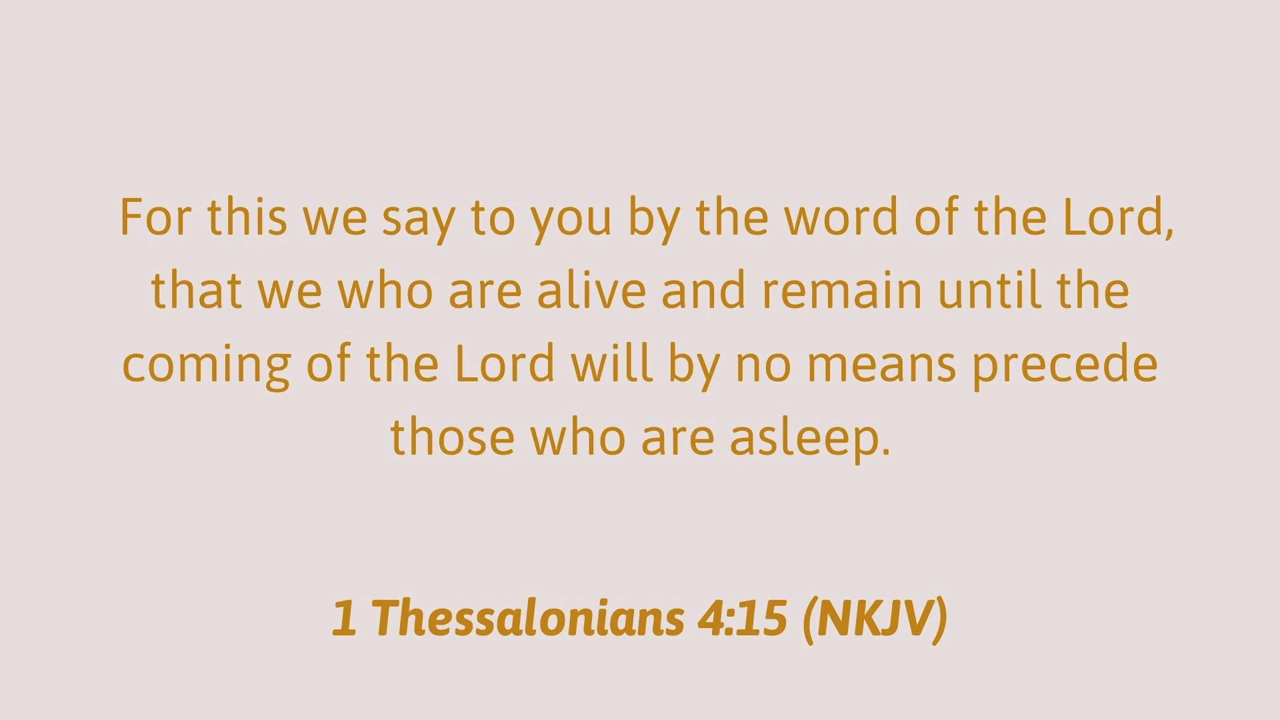 For this we say to you by the word of the Lord,
that we who are alive and remain until the
coming of the Lord will by no means precede
those who are asleep.
1 Thessalonians 4:15 (NKJV)